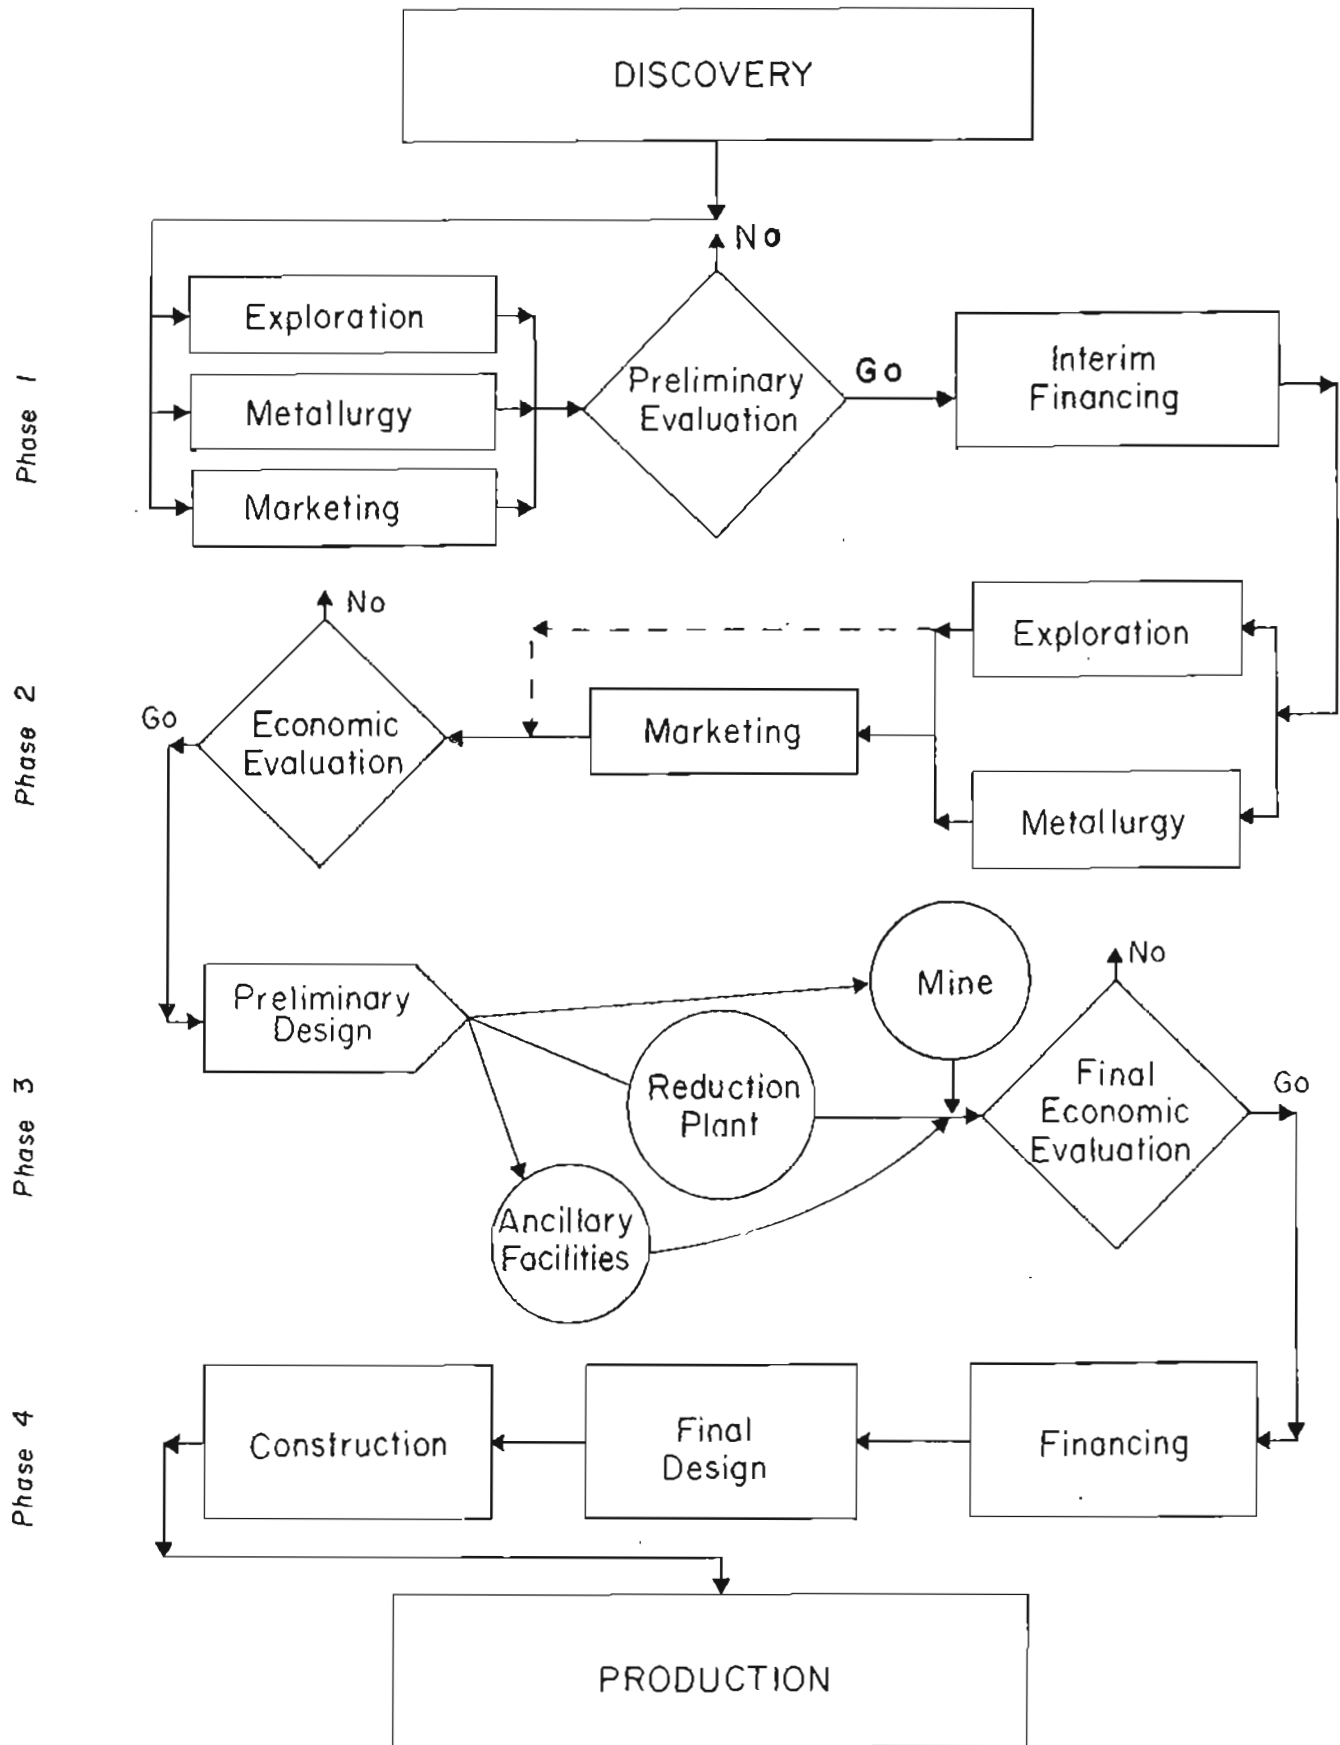 DISCOVERY
No
Phase 1
Exploration
Metallurgy
Marketing
Preliminary
Evaluation
Go
Interim
Financing
Phase 2
No
Go
Economic
Evaluation
Marketing
Exploration
Metallurgy
Phase 3
Preliminary
Design
Mine
Reduction
Plant
Ancillary
Facilities
No
Final
Economic
Evaluation
Go
Phase 4
Construction
Final
Design
Financing
PRODUCTION